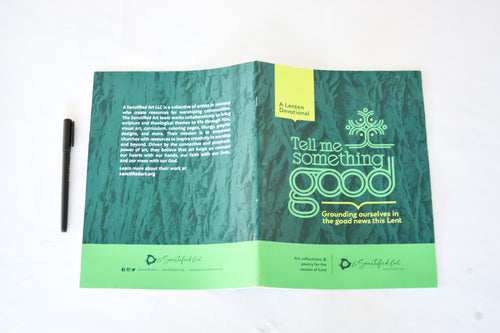 A Sanctified Art LLC is a collective of artists in ministry
who create resources for worshiping communities.
The Sanctified Art team works collaboratively to bring
scripture and theological themes to life through film,
visual art, curriculum, coloring pages, liturgy, graphic
designs, and more. Their mission is to empower
churches with resources to inspire creativity in worship
and beyond. Driven by the connective and prophetic
power of art, they believe that art helps us connect
our hearts with our hands, our faith with our lives,
and our mess with our God.
Learn more about their work at
sanctifiedart.org
a Sanctified Art
A Lenten
Devotional
Tell me
something
good
Grounding ourselves in
the good news this Lent
Art, reflections, &
poetry for the
season of Lent
a Sanctified Art